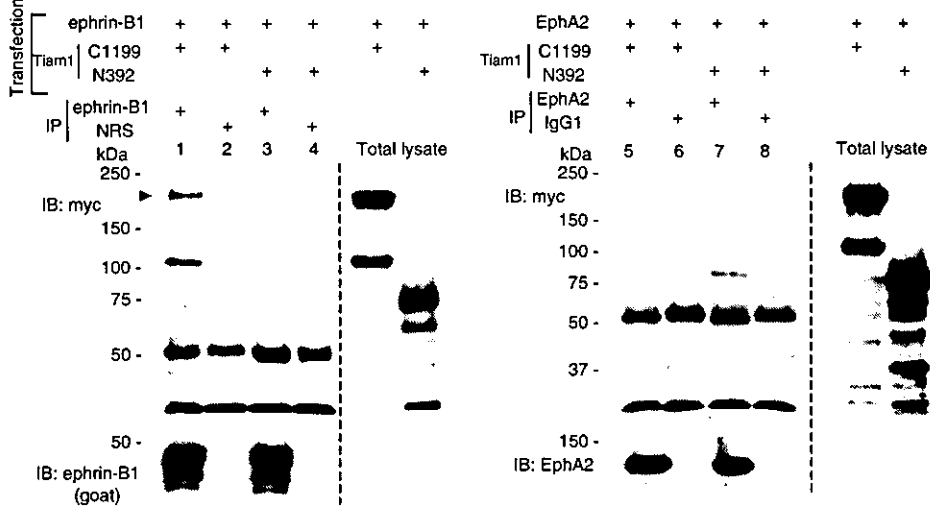 Transfection
ephrin-B1 + + + + + +
Tiam1
C1199 + + +
N392 + + +
IP
ephrin-B1 + +
NRS + +
kDa 1 2 3 4 Total lysate
250 -
IB: myc
150 -
100 -
75 -
50 -
50 -
IB: ephrin-B1
(goat)
EphA2 + + + + + +
Tiam1
C1199 + + +
N392 + + +
IP
EphA2 + +
IgG1 + +
kDa 5 6 7 8 Total lysate
250 -
IB: myc
150 -
100 -
75 -
50 -
37 -
150 -
IB: EphA2